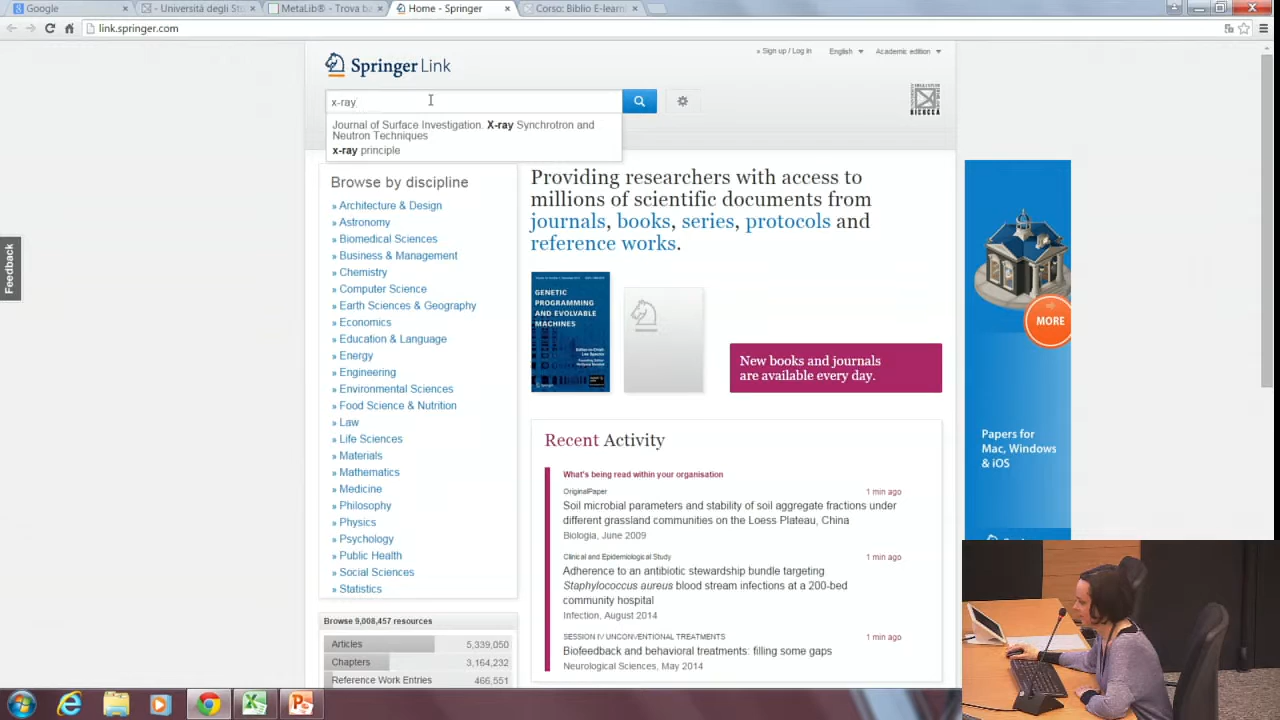 Google
- Università degli Sto
MetaLib® - Trova ba
Home - Springer
Corso: Biblio E-learni
link.springer.com
» Sign up / Log in English Academic edition
Springer Link
x-ray
BICOCCA
Journal of Surface Investigation. X-ray Synchrotron and
Neutron Techniques
x-ray principle
Feedback
Browse by discipline
» Architecture & Design
» Astronomy
» Biomedical Sciences
» Business & Management
» Chemistry
» Computer Science
» Earth Sciences & Geography
» Economics
» Education & Language
» Energy
» Engineering
» Environmental Sciences
» Food Science & Nutrition
» Law
» Life Sciences
» Materials
» Mathematics
» Medicine
» Philosophy
» Physics
» Psychology
» Public Health
» Social Sciences
» Statistics
Browse 9,008,457 resources
Articles 5,339,050
Chapters 3,164,232
Reference Work Entries 466,551
Providing researchers with access to
millions of scientific documents from
journals, books, series, protocols and
reference works.
GENETIC
PROGRAMMING
AND EVOLVABLE
MACHINES
New books and journals
are available every day.
Recent Activity
What's being read within your organisation
OriginalPaper 1 min ago
Soil microbial parameters and stability of soil aggregate fractions under
different grassland communities on the Loess Plateau, China
Biologia, June 2009
Clinical and Epidemiological Study 1 min ago
Adherence to an antibiotic stewardship bundle targeting
Staphylococcus aureus blood stream infections at a 200-bed
community hospital
Infection, August 2014
SESSION IV UNCONVENTIONAL TREATMENTS 1 min ago
Biofeedback and behavioral treatments: filling some gaps
Neurological Sciences, May 2014
MORE
Papers for
Mac, Windows
& iOS